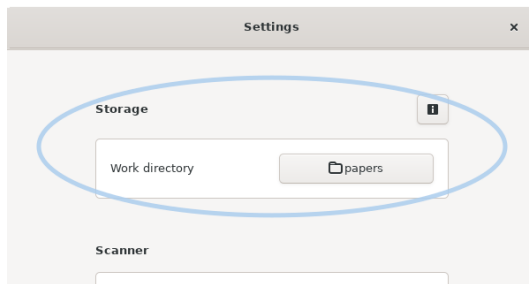 Settings
Storage
Work directory
papers
Scanner